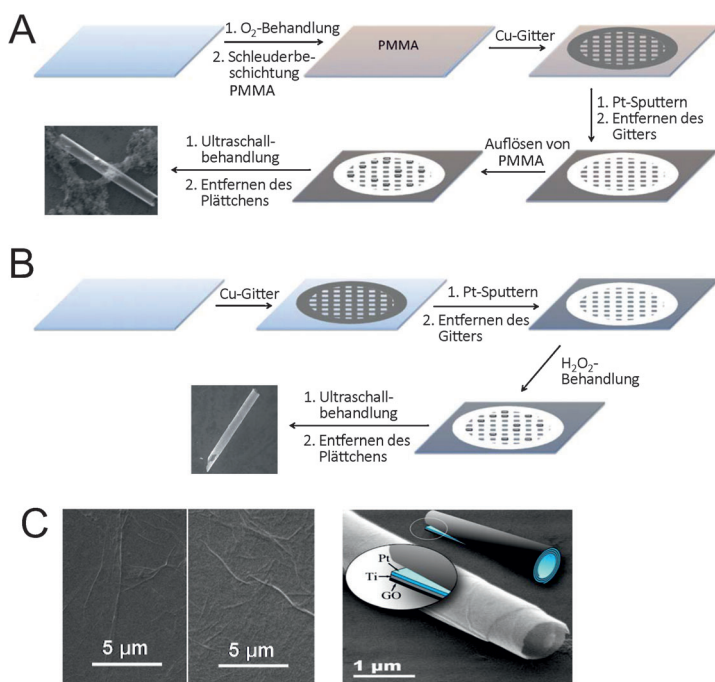 A
1. O₂-Behandlung
2. Schleuderbe-
schichtung
PMMA
PMMA
Cu-Gitter
1. Pt-Sputtern
2. Entfernen des
Gitters
Auflösen von
PMMA
1. Ultraschall-
behandlung
2. Entfernen des
Plättchens
B
Cu-Gitter
1. Pt-Sputtern
2. Entfernen des
Gitters
H₂O₂-
Behandlung
1. Ultraschall-
behandlung
2. Entfernen des
Plättchens
C
5 µm
5 µm
Pt
Ti
GO
1 µm